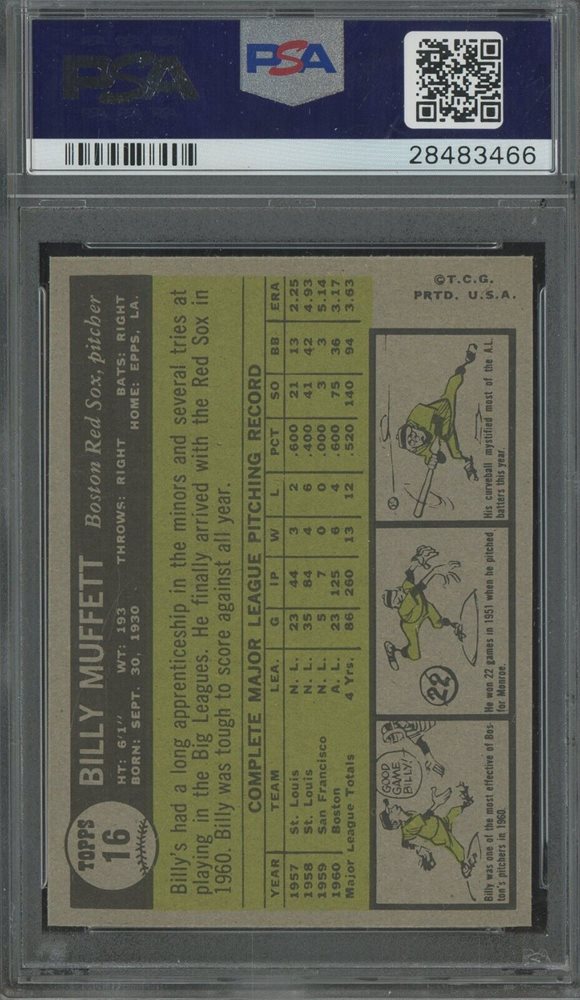 PSA
PSA
28483466
TOPPS
16
BILLY MUFFETT Boston Red Sox, pitcher
HT: 6'1" WT: 193 THROWS: RIGHT BATS: RIGHT
BORN: SEPT. 30, 1930 HOME: EPPS, LA.
Billy's had a long apprenticeship in the minors and several tries at
playing in the Big Leagues. He finally arrived with the Red Sox in
1960. Billy was tough to score against all year.
COMPLETE MAJOR LEAGUE PITCHING RECORD
YEAR TEAM LEA. G IP W L PCT SO BB ERA
1957 St. Louis N. L. 23 44 3 2 .600 21 13 2.25
1958 St. Louis N. L. 35 84 4 6 .400 41 42 4.93
1959 San Francisco N. L. 5 7 0 0 .000 3 3 5.14
1960 Boston A. L. 23 125 6 4 .600 75 36 3.17
Major League Totals 4 Yrs. 86 260 13 12 .520 140 94 3.63
GOOD
GAME
BILLY!
Billy was one of the most effective of Bos-
ton's pitchers in 1960.
22
He won 22 games in 1951 when he pitched
for Monroe.
His curveball mystified most of the A.L.
batters this year.
©T.C.G.
PRTD. U.S.A.